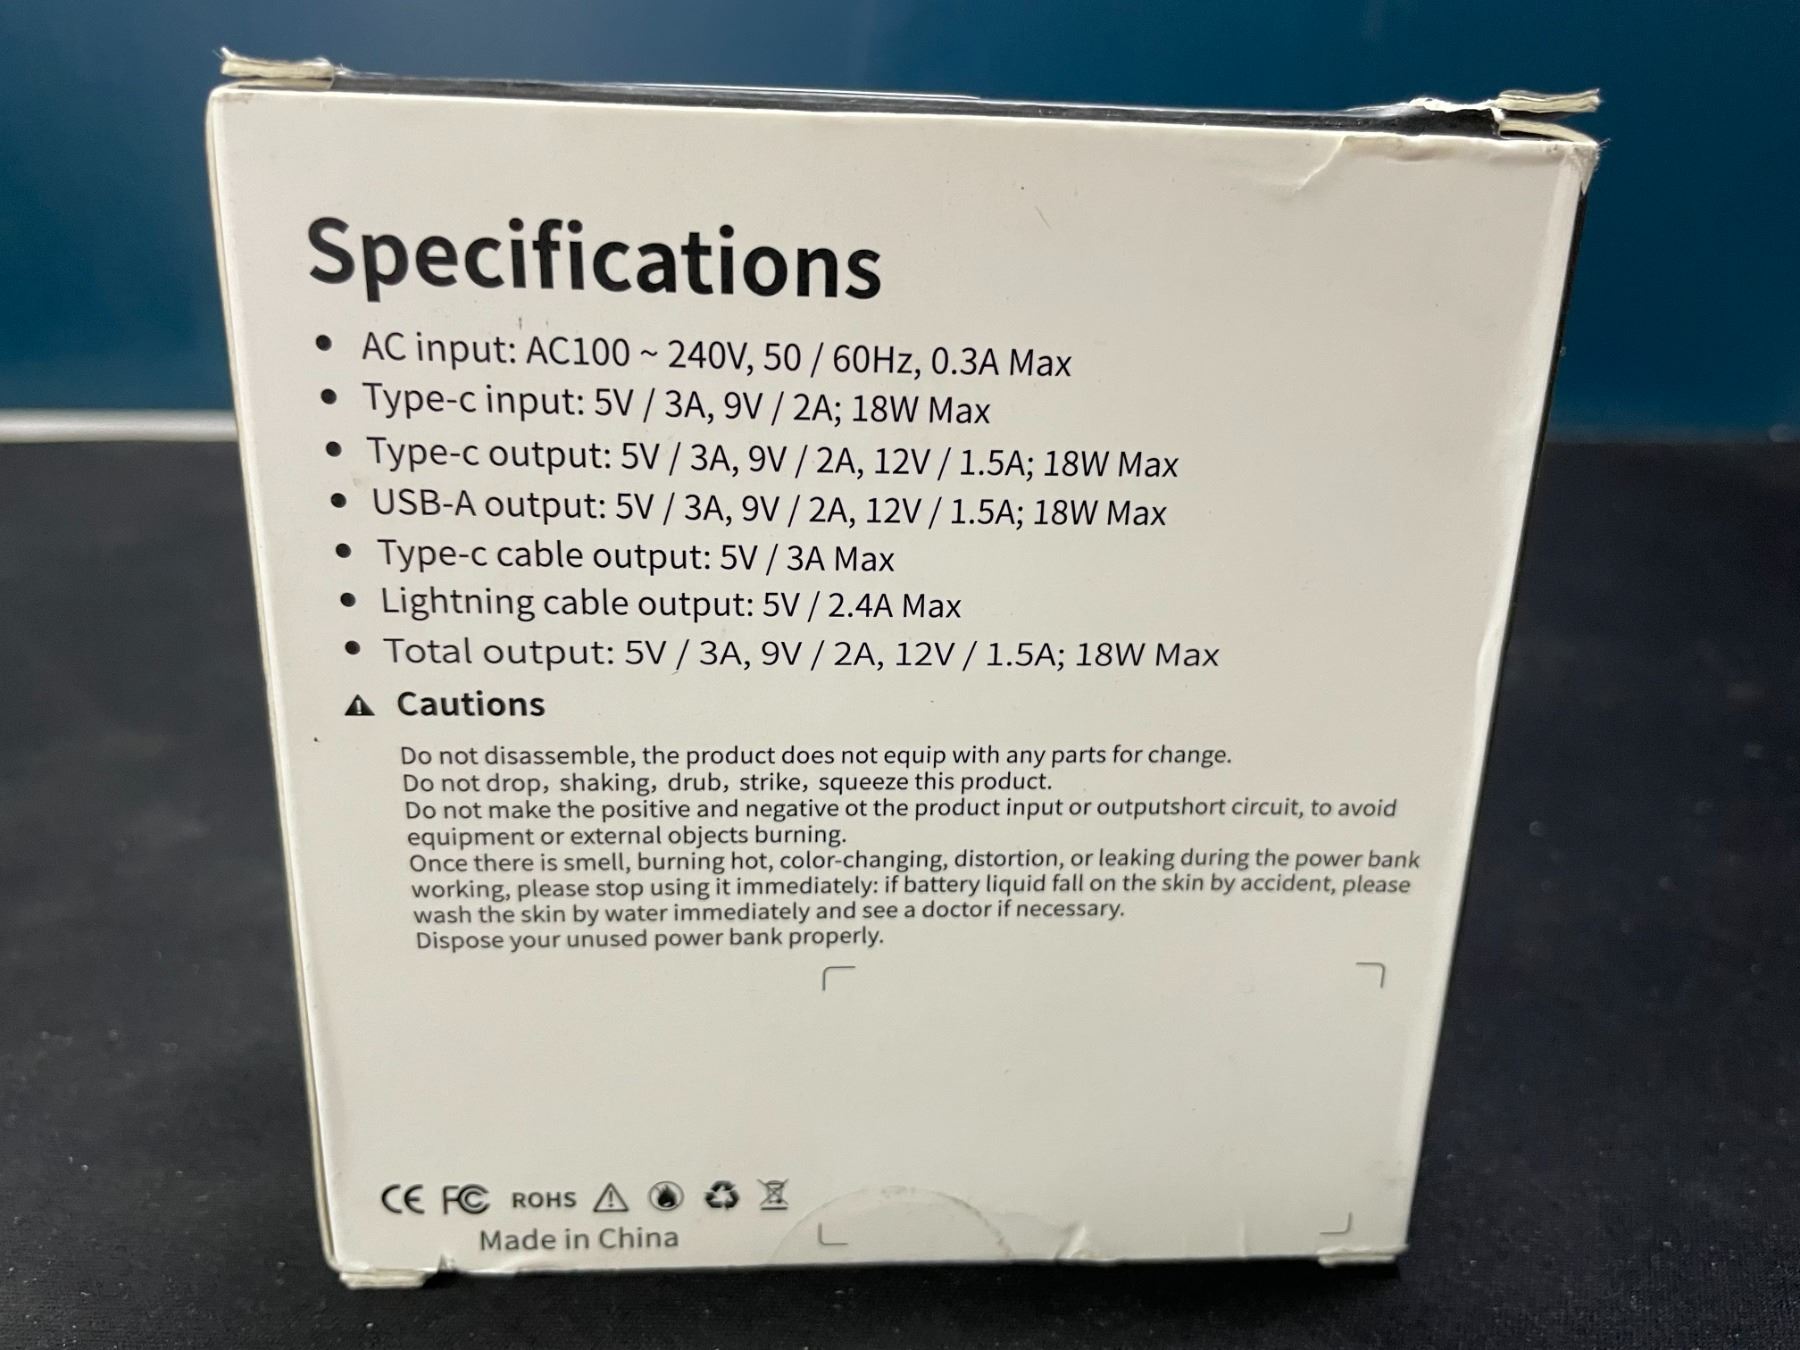 Specifications
• AC input: AC100 ~ 240V, 50 / 60Hz, 0.3A Max
• Type-c input: 5V / 3A, 9V / 2A; 18W Max
• Type-c output: 5V / 3A, 9V / 2A, 12V / 1.5A; 18W Max
• USB-A output: 5V / 3A, 9V / 2A, 12V / 1.5A; 18W Max
• Type-c cable output: 5V / 3A Max
• Lightning cable output: 5V / 2.4A Max
• Total output: 5V / 3A, 9V / 2A, 12V / 1.5A; 18W Max
Cautions
Do not disassemble, the product does not equip with any parts for change.
Do not drop, shaking, drub, strike, squeeze this product.
Do not make the positive and negative ot the product input or outputshort circuit, to avoid
equipment or external objects burning.
Once there is smell, burning hot, color-changing, distortion, or leaking during the power bank
working, please stop using it immediately: if battery liquid fall on the skin by accident, please
wash the skin by water immediately and see a doctor if necessary.
Dispose your unused power bank properly.
CE FC ROHS
Made in China